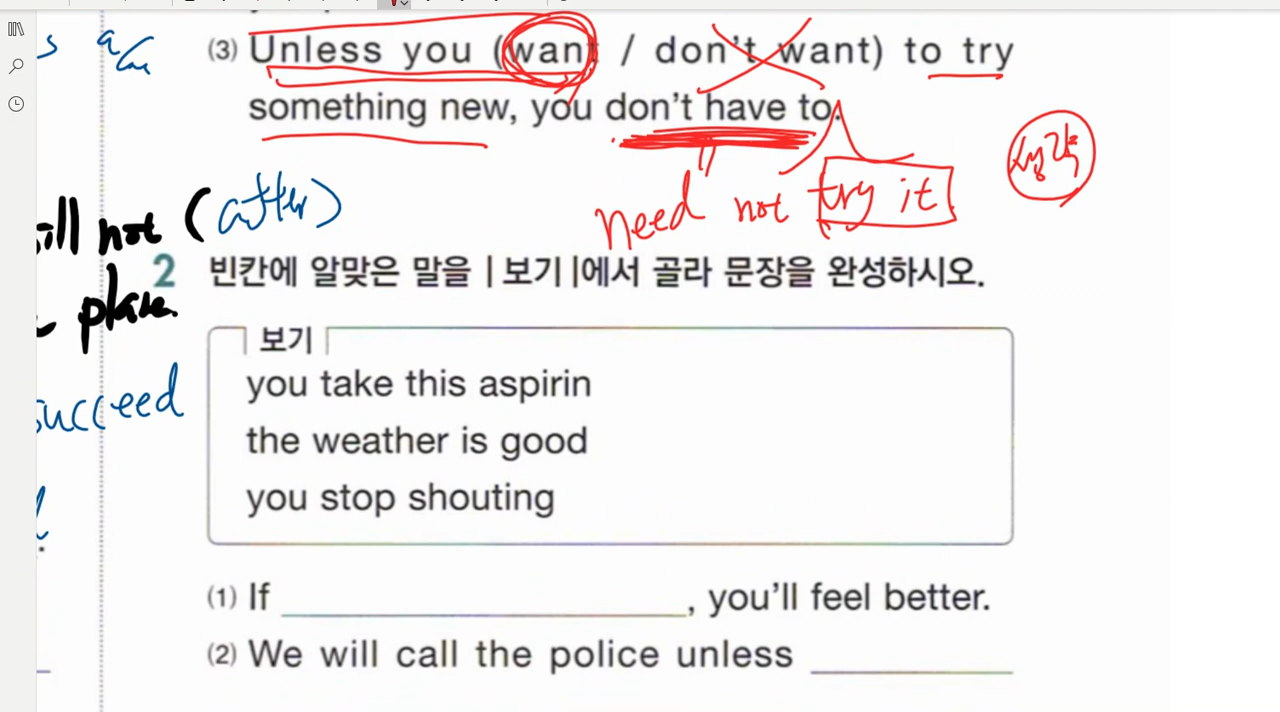 (3) Unless you (want / don't want) to try
something new, you don't have to.
생략
need not try it
not (after)
2 빈칸에 알맞은 말을 | 보기 |에서 골라 문장을 완성하시오.
place.
보기
you take this aspirin
succeed
the weather is good
you stop shouting
(1) If ____________________, you'll feel better.
(2) We will call the police unless __________